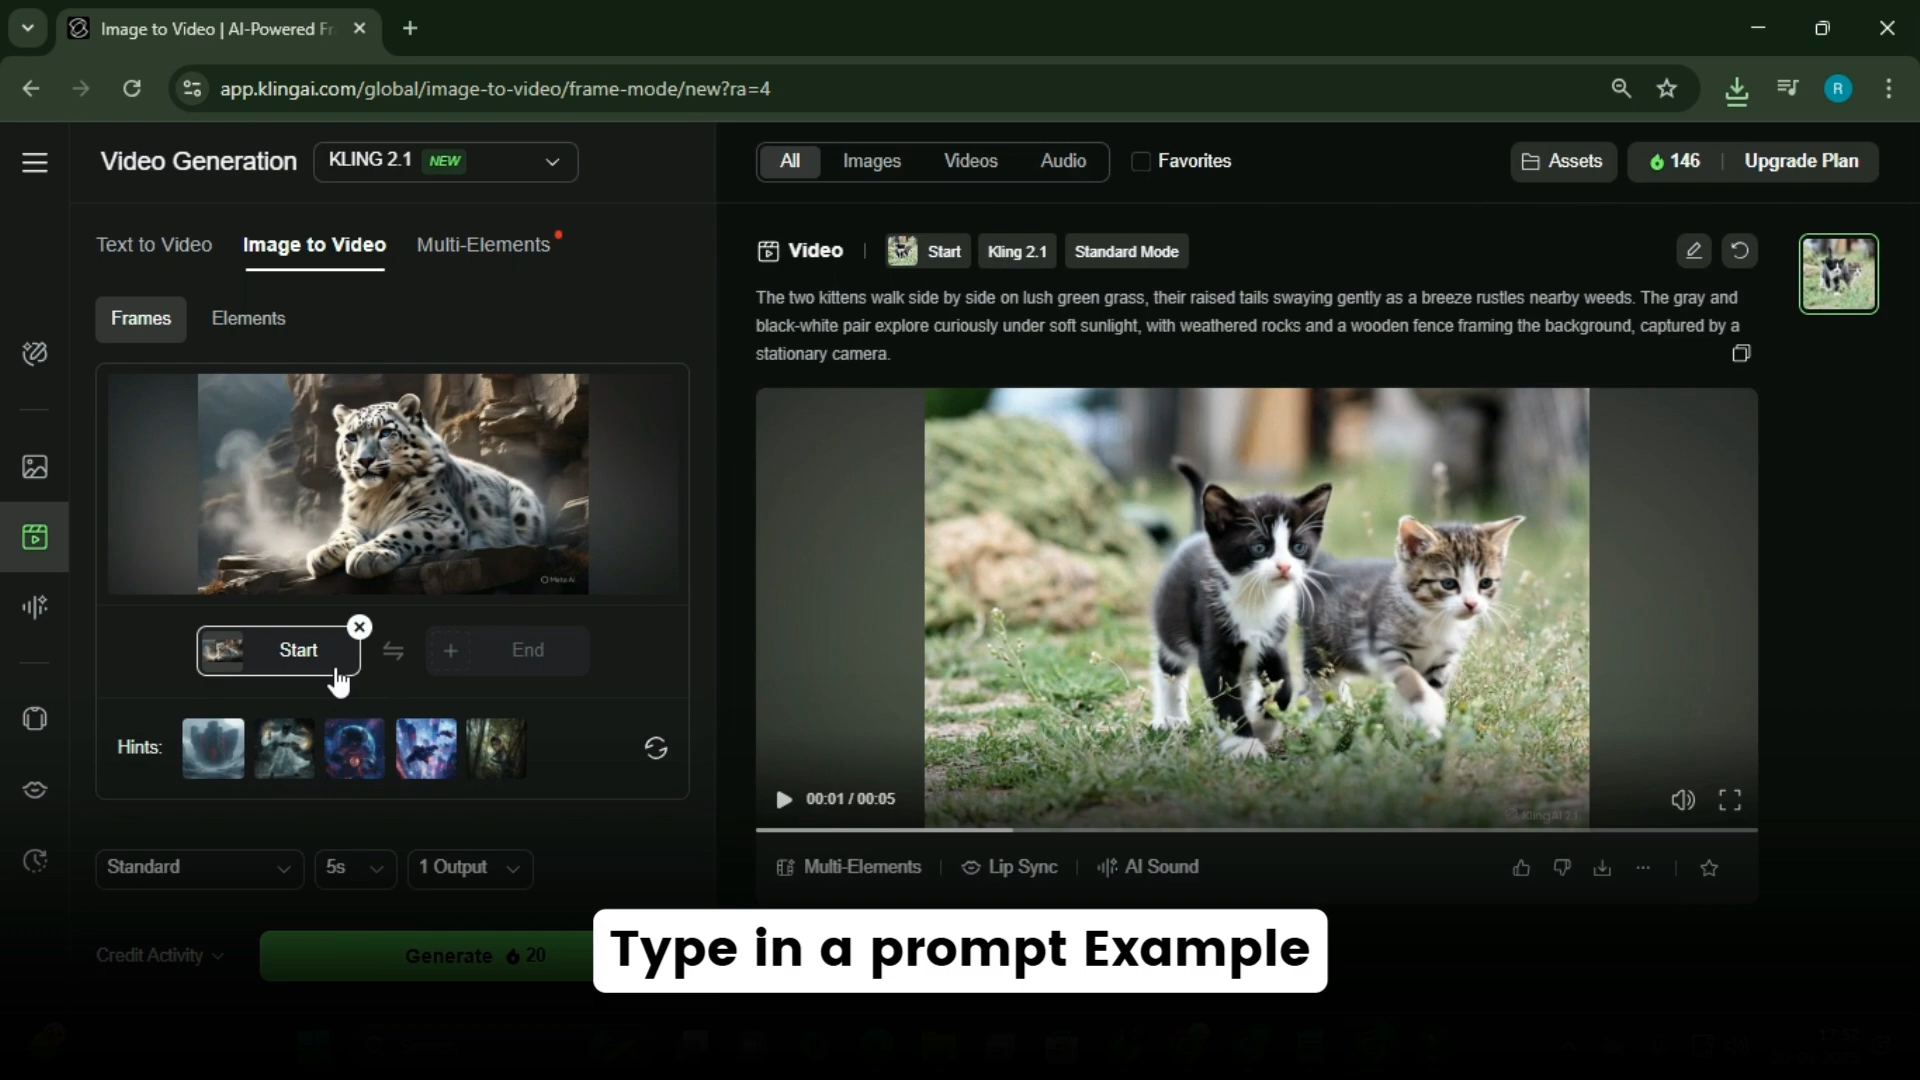 Image to Video | AI-Powered Fr
app.klingai.com/global/image-to-video/frame-mode/new?ra=4
R
Video Generation
KLING 2.1 NEW
All Images Videos Audio
Favorites
Assets
146 | Upgrade Plan
Text to Video Image to Video Multi-Elements
Video | Start Kling 2.1 Standard Mode
Frames Elements
The two kittens walk side by side on lush green grass, their raised tails swaying gently as a breeze rustles nearby weeds. The gray and
black-white pair explore curiously under soft sunlight, with weathered rocks and a wooden fence framing the background, captured by a
stationary camera.
Meta AI
Start
End
Hints:
00:01 / 00:05
KlingAI 2.1
Standard 5s 1 Output
Multi-Elements | Lip Sync | AI Sound
Credit Activity
Generate 20
Type in a prompt Example